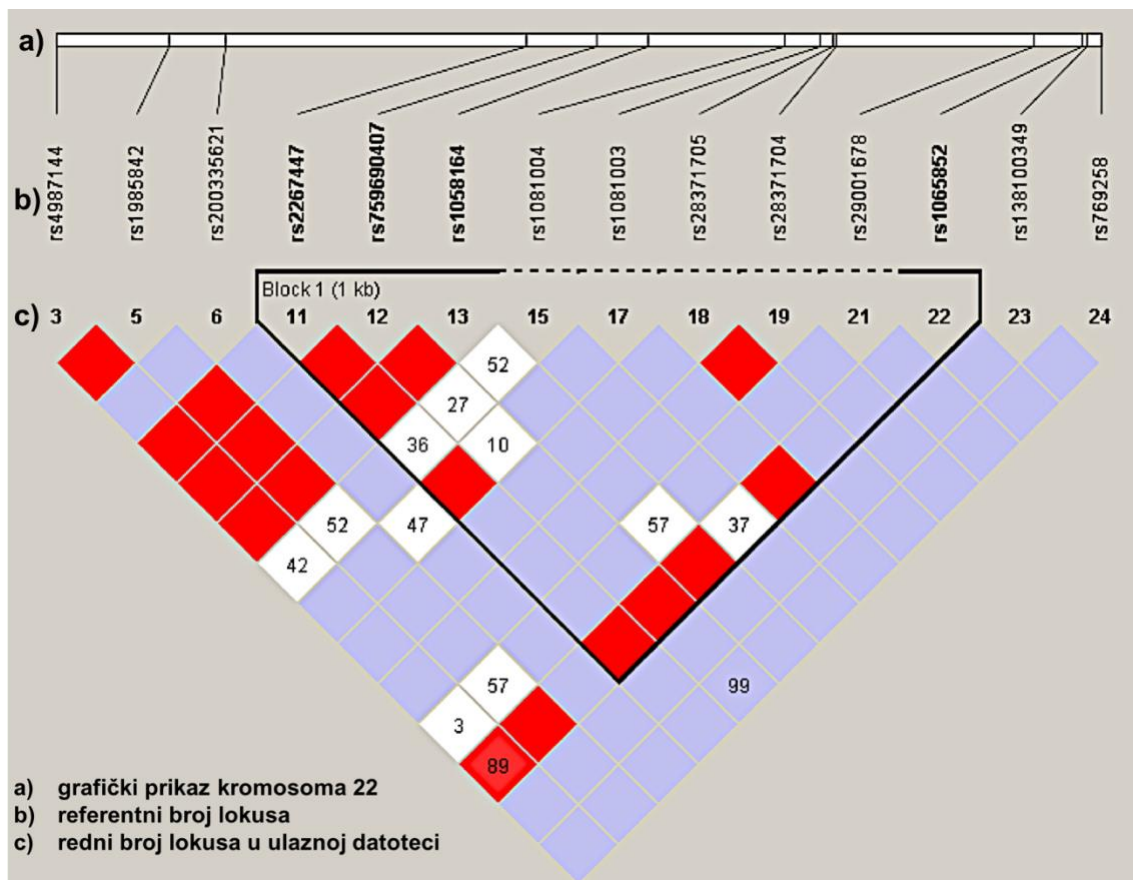 a)
b)
rs4987144
rs1985842
rs200335621
rs2267447
rs759690407
rs1058164
rs1081004
rs1081003
rs28371705
rs28371704
rs29001678
rs1065852
rs138100349
rs769258
Block 1 (1 kb)
c) 3 5 6 11 12 13 15 17 18 19 21 22 23 24
52
27
36 10
52 47 57 37
42
57 99
3
89
a) grafički prikaz kromosoma 22
b) referentni broj lokusa
c) redni broj lokusa u ulaznoj datoteci